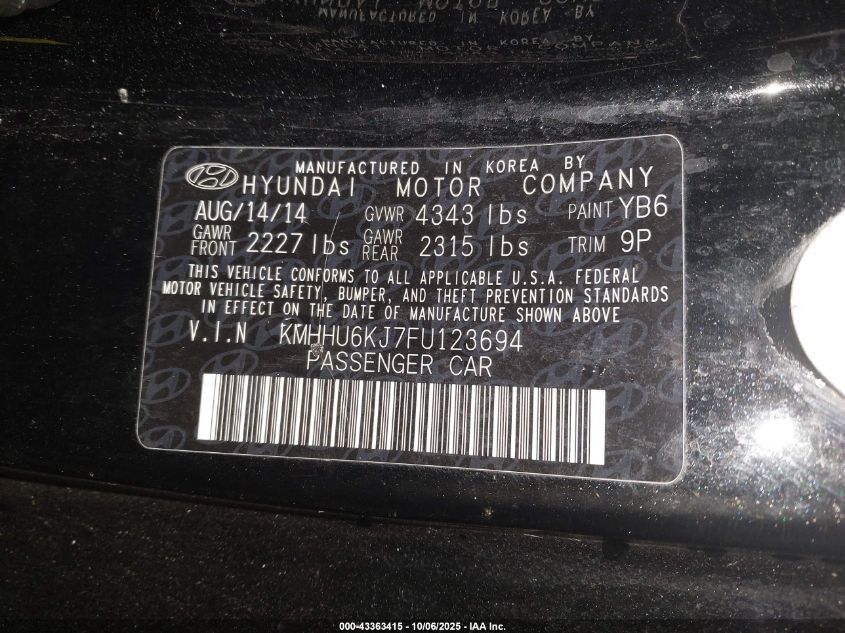 MANUFACTURED IN KOREA BY
HYUNDAI MOTOR COMPANY
AUG/14/14 GVWR 4343 lbs PAINT YB6
GAWR FRONT 2227 lbs GAWR REAR 2315 lbs TRIM 9P
THIS VEHICLE CONFORMS TO ALL APPLICABLE U.S.A. FEDERAL
MOTOR VEHICLE SAFETY, BUMPER, AND THEFT PREVENTION STANDARDS
IN EFFECT ON THE DATE OF MANUFACTURE SHOWN ABOVE
V.I.N KMHHU6KJ7FU123694
PASSENGER CAR
000-43363415 - 10/06/2025 - IAA Inc.